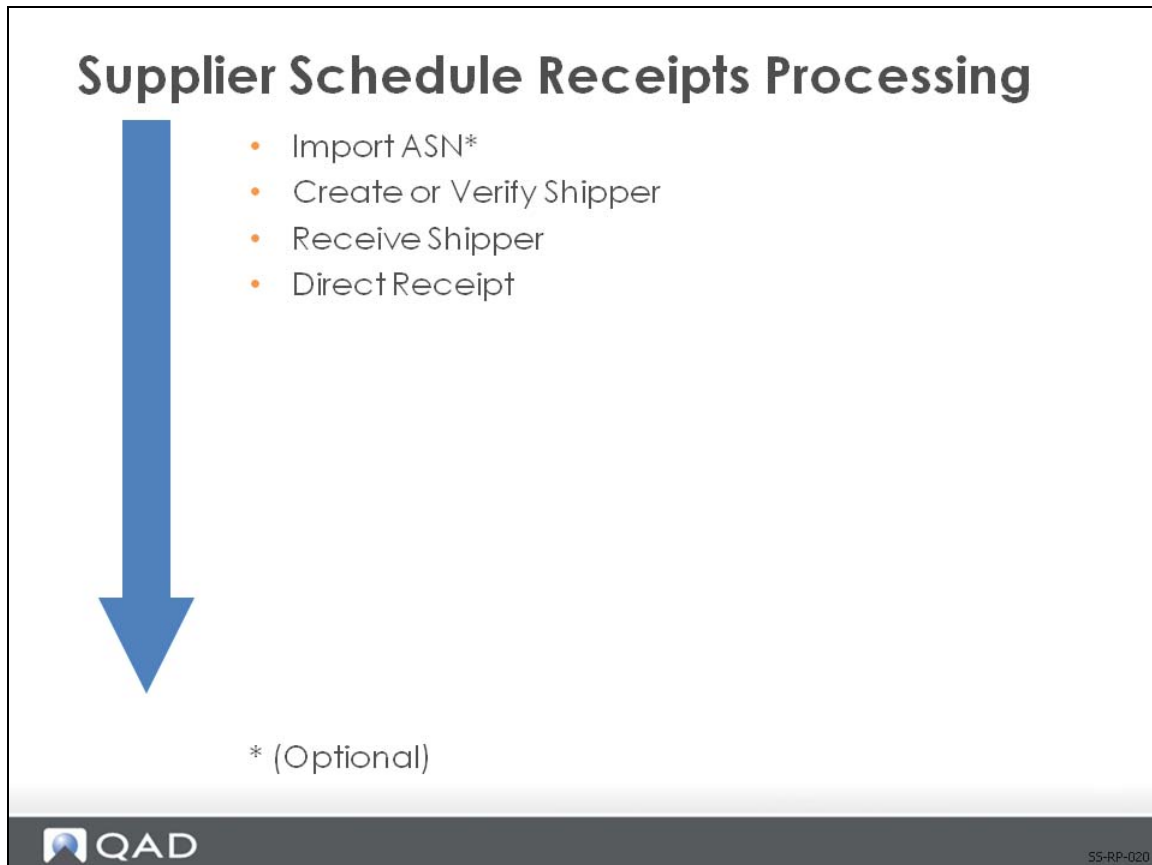 Supplier Schedule Receipts Processing
• Import ASN*
• Create or Verify Shipper
• Receive Shipper
• Direct Receipt
* (Optional)
QAD
SS-RP-020